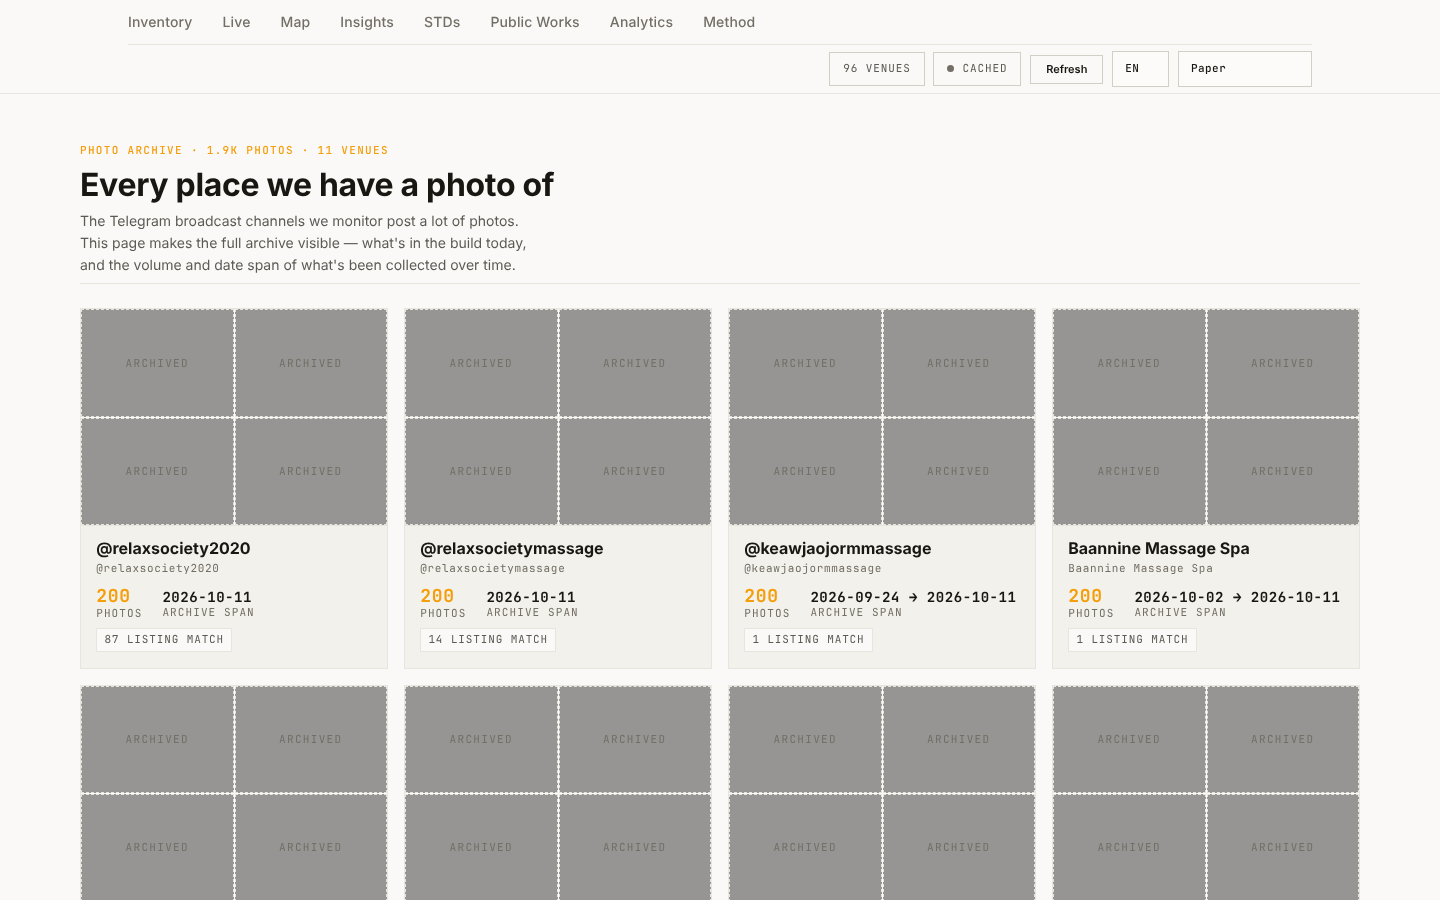 Inventory Live Map Insights STDs Public Works Analytics Method
96 VENUES CACHED Refresh EN Paper
PHOTO ARCHIVE · 1.9K PHOTOS · 11 VENUES
Every place we have a photo of
The Telegram broadcast channels we monitor post a lot of photos.
This page makes the full archive visible — what's in the build today,
and the volume and date span of what's been collected over time.
ARCHIVED ARCHIVED ARCHIVED ARCHIVED ARCHIVED ARCHIVED ARCHIVED ARCHIVED
ARCHIVED ARCHIVED ARCHIVED ARCHIVED ARCHIVED ARCHIVED ARCHIVED ARCHIVED
@relaxsociety2020
@relaxsociety2020
200 2026-10-11
PHOTOS ARCHIVE SPAN
87 LISTING MATCH
@relaxsocietymassage
@relaxsocietymassage
200 2026-10-11
PHOTOS ARCHIVE SPAN
14 LISTING MATCH
@keawjaojormmassage
@keawjaojormmassage
200 2026-09-24 → 2026-10-11
PHOTOS ARCHIVE SPAN
1 LISTING MATCH
Baannine Massage Spa
Baannine Massage Spa
200 2026-10-02 → 2026-10-11
PHOTOS ARCHIVE SPAN
1 LISTING MATCH
ARCHIVED ARCHIVED ARCHIVED ARCHIVED ARCHIVED ARCHIVED ARCHIVED ARCHIVED
ARCHIVED ARCHIVED ARCHIVED ARCHIVED ARCHIVED ARCHIVED ARCHIVED ARCHIVED